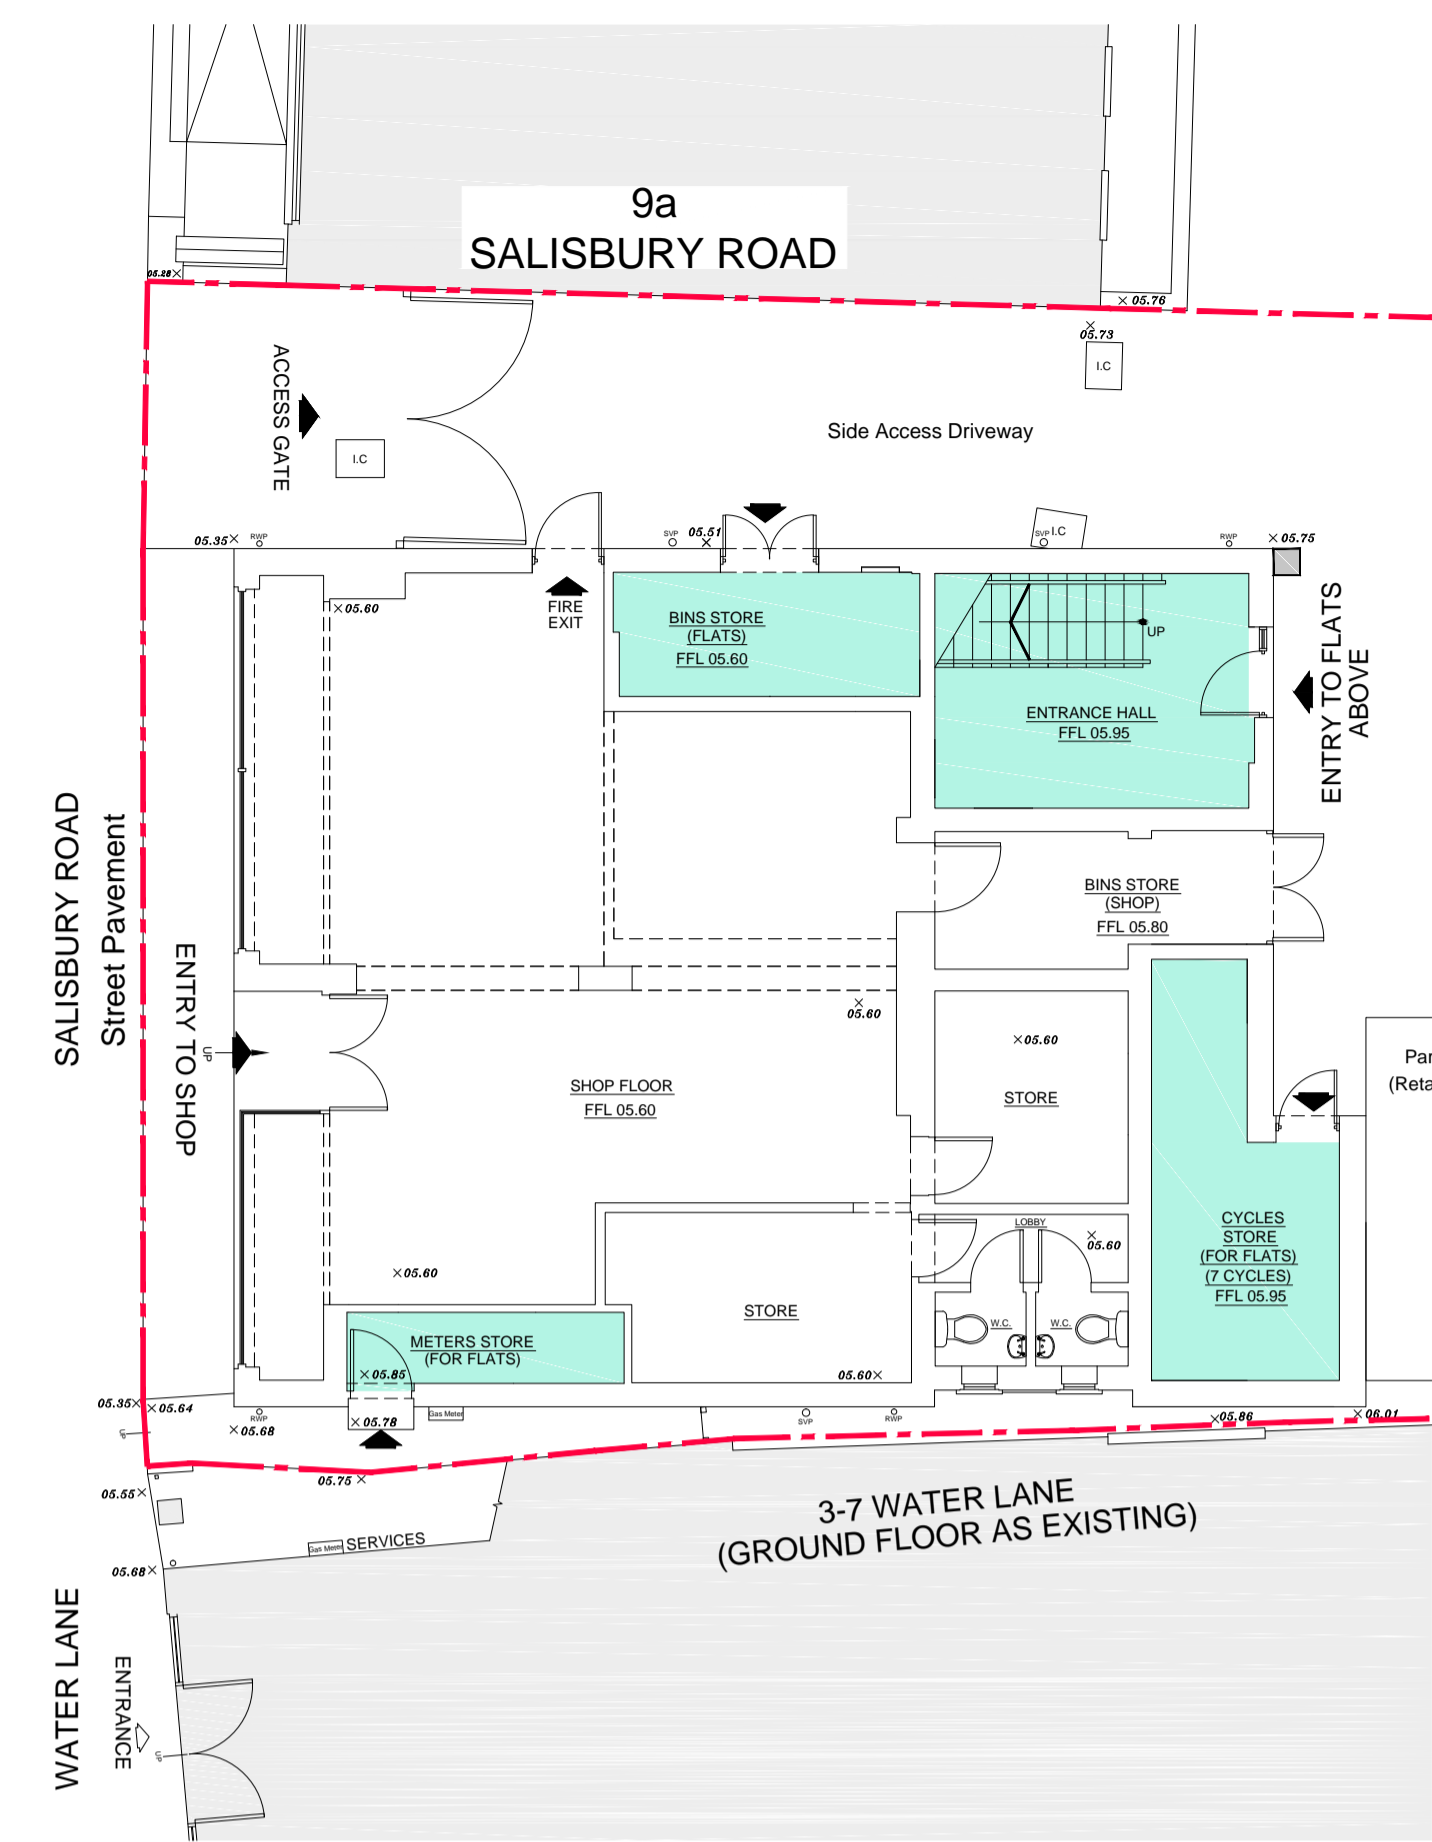 9a
SALISBURY ROAD
05.28
05.76
05.73
I.C
ACCESS GATE
I.C
Side Access Driveway
05.35
RWP
SVP
05.51
SVP
I.C
RWP
05.75
05.60
FIRE
EXIT
BINS STORE
(FLATS)
FFL 05.60
UP
ENTRANCE HALL
FFL 05.95
ENTRY TO FLATS
ABOVE
SALISBURY ROAD
Street Pavement
BINS STORE
(SHOP)
FFL 05.80
ENTRY TO SHOP
UP
05.60
05.60
STORE
SHOP FLOOR
FFL 05.60
Par
(Reta
LOBBY
05.60
CYCLES
STORE
(FOR FLATS)
(7 CYCLES)
FFL 05.95
05.60
STORE
W.C.
W.C.
METERS STORE
(FOR FLATS)
05.85
05.60
05.35
05.64
05.68
RWP
05.78
Gas Meter
SVP
RWP
05.86
06.01
UP
05.75
05.55
3-7 WATER LANE
(GROUND FLOOR AS EXISTING)
Gas Meter
SERVICES
05.68
WATER LANE
ENTRANCE
UP